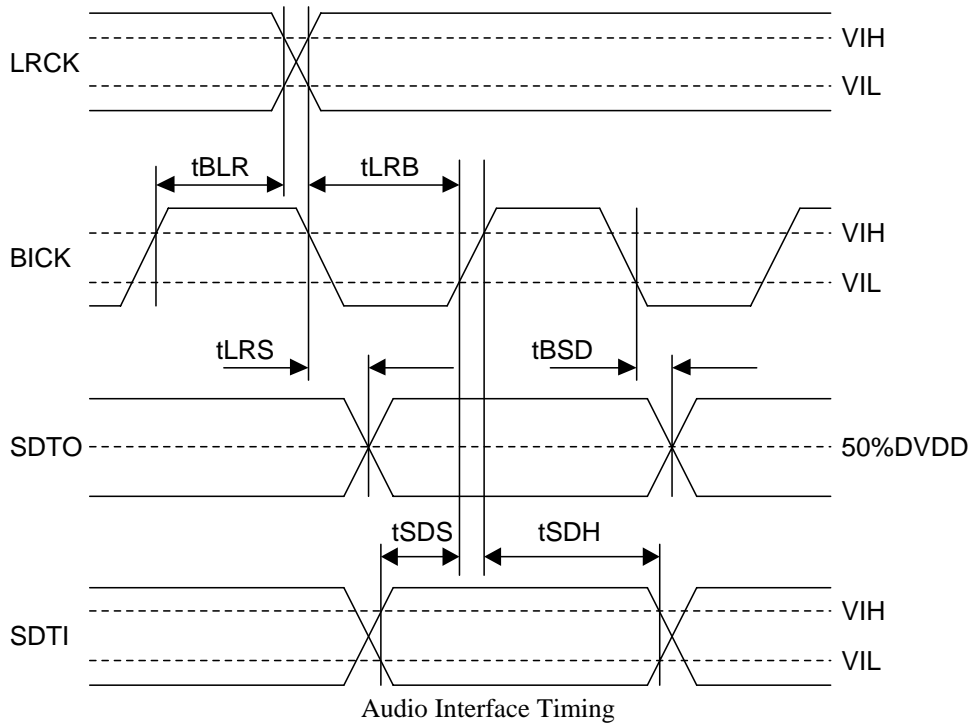 LRCK
VIH
VIL
tBLR
tLRB
BICK
VIH
VIL
tLRS
tBSD
SDTO
50%DVDD
tSDS
tSDH
SDTI
VIH
VIL
Audio Interface Timing